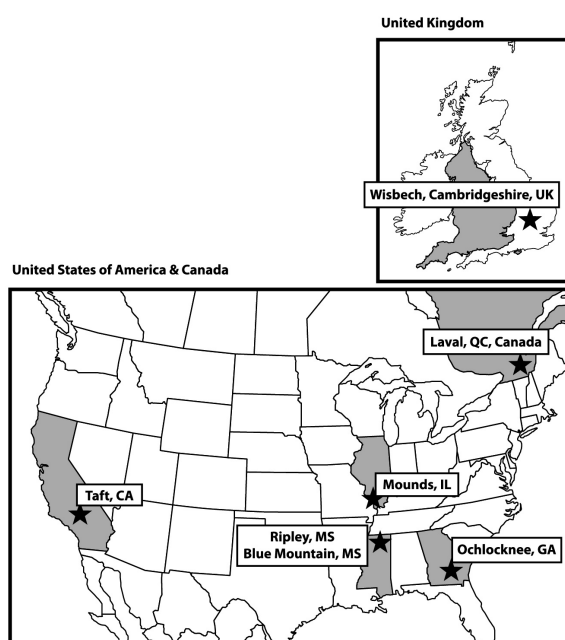 United Kingdom
Wisbech, Cambridgeshire, UK
United States of America & Canada
Laval, QC, Canada
Taft, CA
Mounds, IL
Ripley, MS
Blue Mountain, MS
Ochlocknee, GA